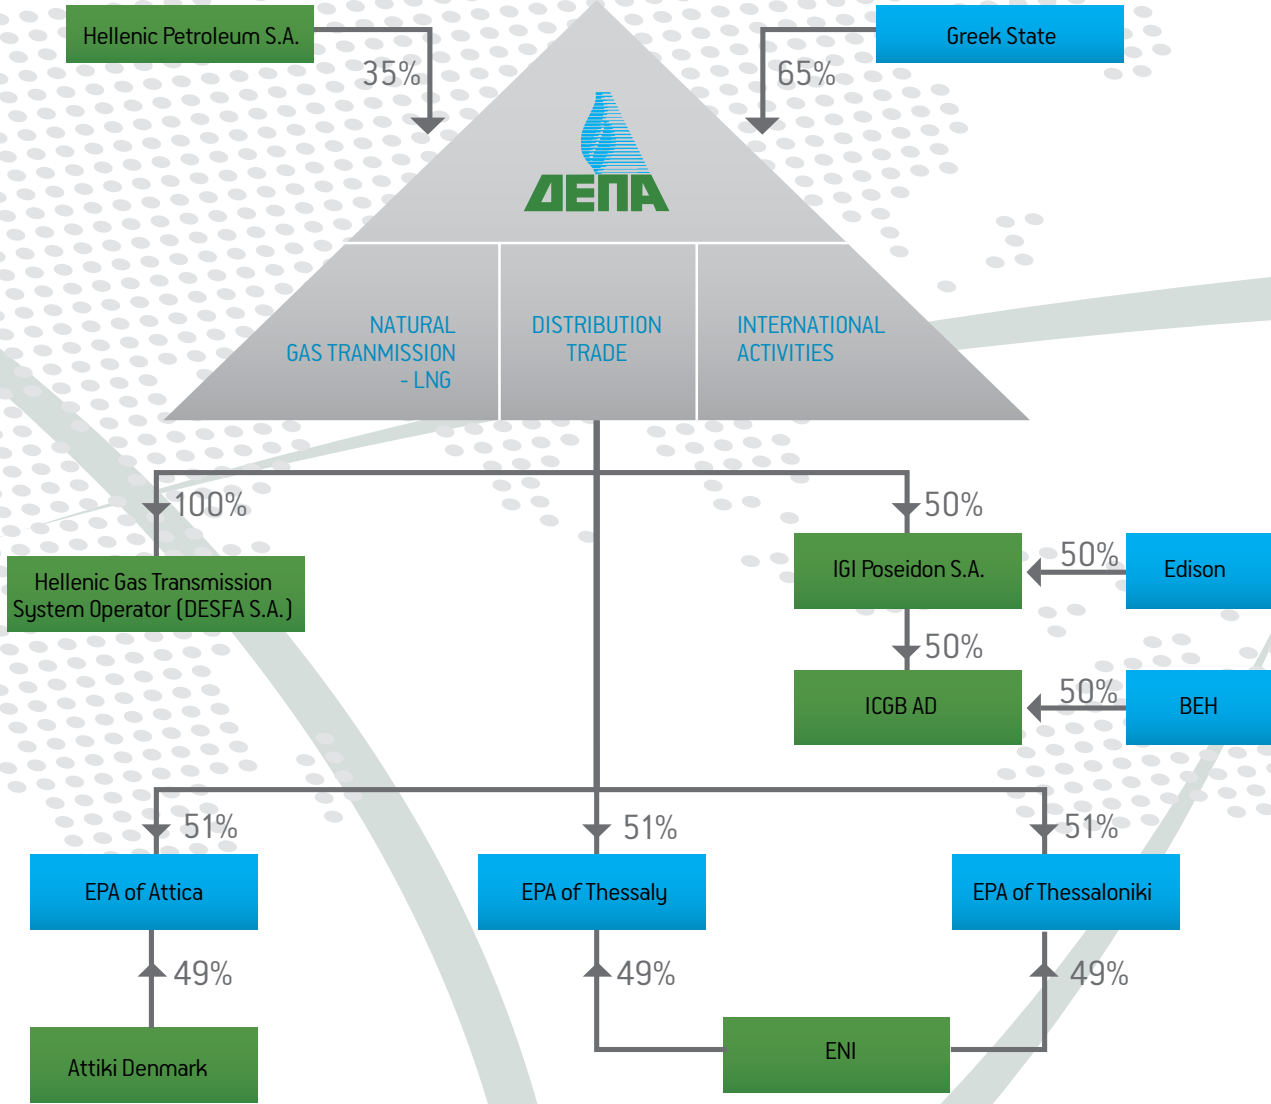 Hellenic Petroleum S.A.
Greek State
35%
65%
ΔΕΠΑ
NATURAL
GAS TRANMISSION
- LNG
DISTRIBUTION
TRADE
INTERNATIONAL
ACTIVITIES
100%
50%
Hellenic Gas Transmission
System Operator (DESFA S.A.)
IGI Poseidon S.A.
50%
Edison
50%
ICGB AD
50%
BEH
51%
51%
51%
EPA of Attica
EPA of Thessaly
EPA of Thessaloniki
49%
49%
49%
Attiki Denmark
ENI